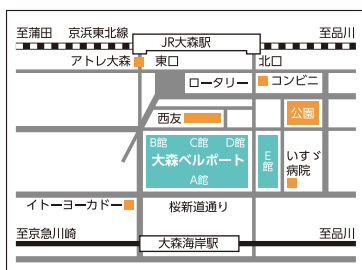 至蒲田 京浜東北線 至品川
JR大森駅
アトレ大森 東口 北口
ロータリー コンビニ
西友 公園
B館 C館 D館
大森ベルポート
A館
E館
いすゞ
病院
イトーヨーカドー 桜新道通り
至京急川崎 至品川
大森海岸駅